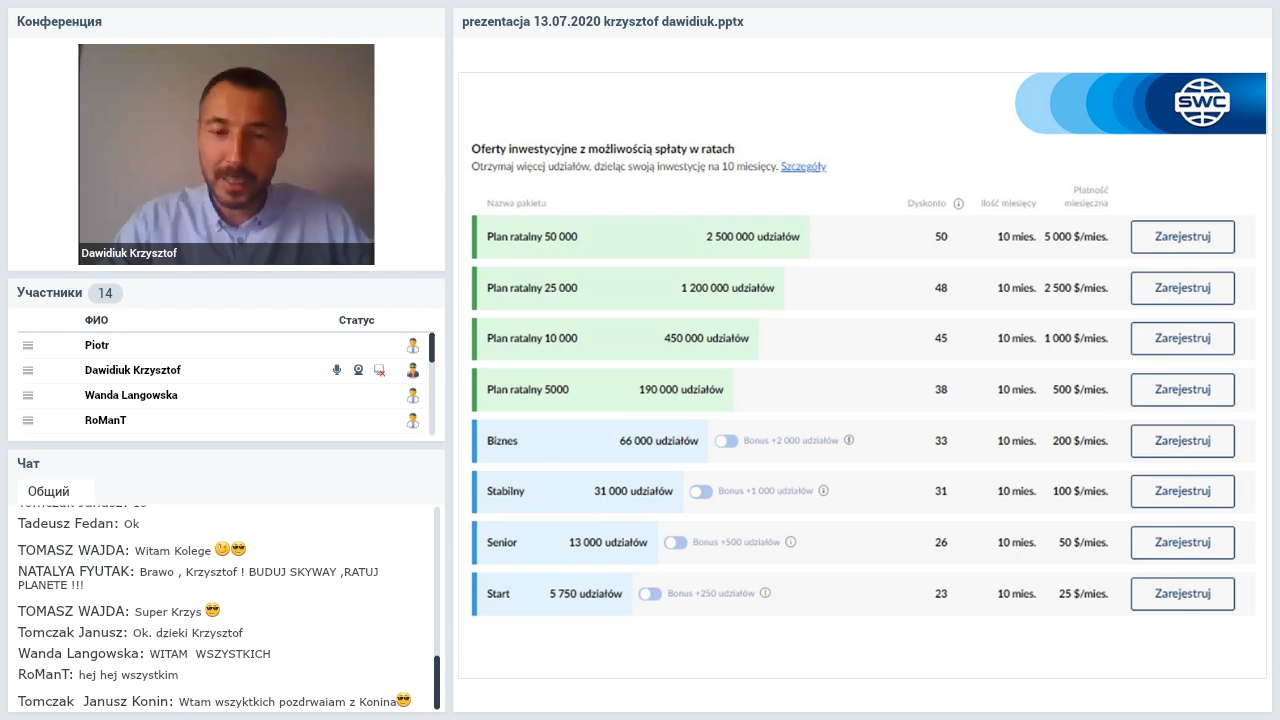 Конференция
Dawidiuk Krzysztof
Участники 14
ФИО Статус
Piotr
Dawidiuk Krzysztof
Wanda Langowska
RoManT
Чат
Общий
Tadeusz Fedan: Ok
TOMASZ WAJDA: Witam Kolege
NATALYA FYUTAK: Brawo , Krzysztof ! BUDUJ SKYWAY ,RATUJ
PLANETE !!!
TOMASZ WAJDA: Super Krzys
Tomczak Janusz: Ok. dzieki Krzysztof
Wanda Langowska: WITAM WSZYSTKICH
RoManT: hej hej wszystkim
Tomczak Janusz Konin: Wtam wszyktkich pozdrwaiam z Konina
prezentacja 13.07.2020 krzysztof dawidiuk.pptx
SWC
Oferty inwestycyjne z możliwością spłaty w ratach
Otrzymaj więcej udziałów, dzieląc swoją inwestycję na 10 miesięcy. Szczegóły
Nazwa pakietu Dyskonto Ilość miesięcy Płatność miesięczna
Plan ratalny 50 000 2 500 000 udziałów 50 10 mies. 5 000 $/mies. Zarejestruj
Plan ratalny 25 000 1 200 000 udziałów 48 10 mies. 2 500 $/mies. Zarejestruj
Plan ratalny 10 000 450 000 udziałów 45 10 mies. 1 000 $/mies. Zarejestruj
Plan ratalny 5000 190 000 udziałów 38 10 mies. 500 $/mies. Zarejestruj
Biznes 66 000 udziałów Bonus +2 000 udziałów 33 10 mies. 200 $/mies. Zarejestruj
Stabilny 31 000 udziałów Bonus +1 000 udziałów 31 10 mies. 100 $/mies. Zarejestruj
Senior 13 000 udziałów Bonus +500 udziałów 26 10 mies. 50 $/mies. Zarejestruj
Start 5 750 udziałów Bonus +250 udziałów 23 10 mies. 25 $/mies. Zarejestruj